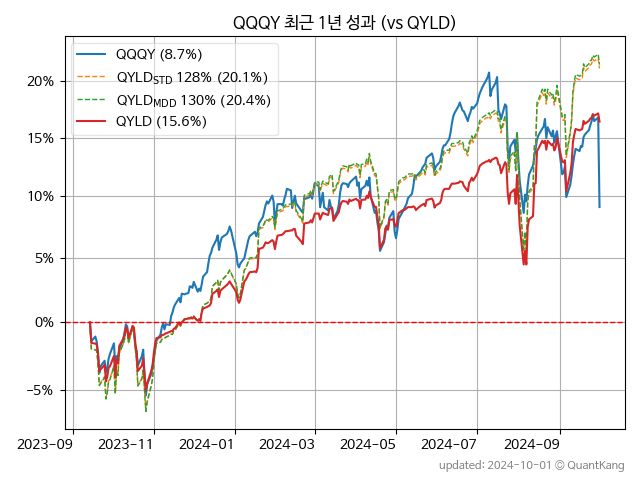 QQQY 최근 1년 성과 (vs QYLD)
QQQY (8.7%)
QYLD_STD 128% (20.1%)
QYLD_MDD 130% (20.4%)
QYLD (15.6%)
20%
15%
10%
5%
0%
−5%
2023-09 2023-11 2024-01 2024-03 2024-05 2024-07 2024-09
updated: 2024-10-01 © QuantKang